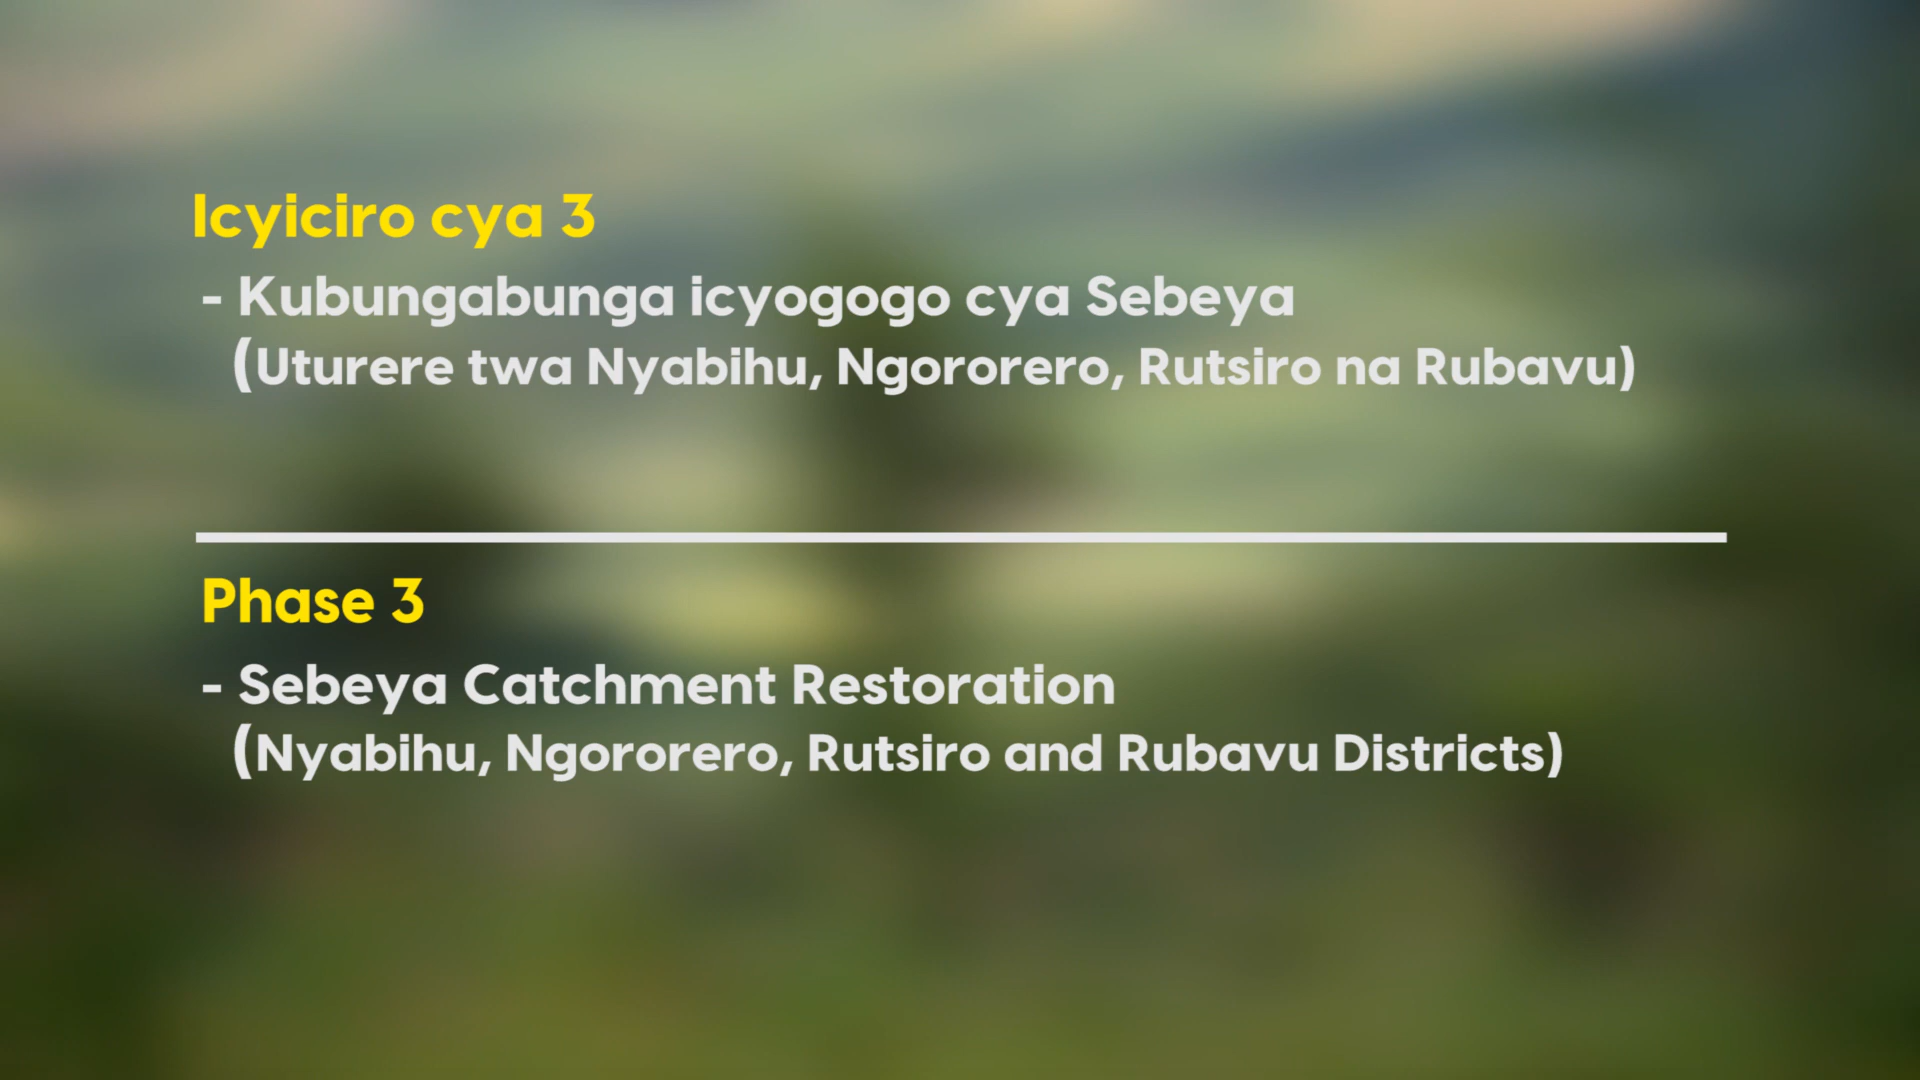 Icyiciro cya 3
- Kubungabunga icyogogo cya Sebeya
(Uturere twa Nyabihu, Ngororero, Rutsiro na Rubavu)
Phase 3
- Sebeya Catchment Restoration
(Nyabihu, Ngororero, Rutsiro and Rubavu Districts)